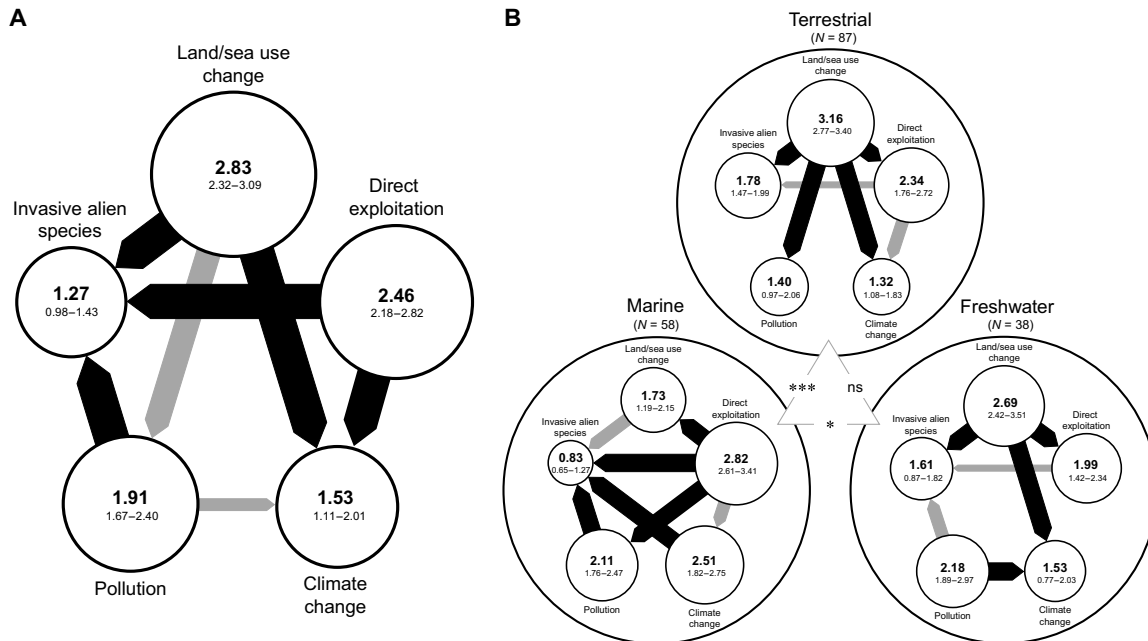 A
Land/sea use
change
2.83
2.32–3.09
Direct
exploitation
2.46
2.18–2.82
Invasive alien
species
1.27
0.98–1.43
1.91
1.67–2.40
Pollution
1.53
1.11–2.01
Climate
change
B
Terrestrial
(N = 87)
Land/sea use
change
3.16
2.77–3.40
Invasive alien
species
1.78
1.47–1.99
Direct
exploitation
2.34
1.76–2.72
1.40
0.97–2.06
Pollution
1.32
1.08–1.83
Climate
change
Marine
(N = 58)
Land/sea use
change
1.73
1.19–2.15
Invasive alien
species
0.83
0.65–1.27
Direct
exploitation
2.82
2.61–3.41
2.11
1.76–2.47
Pollution
2.51
1.82–2.75
Climate
change
***
ns
*
Freshwater
(N = 38)
Land/sea use
change
2.69
2.42–3.51
Invasive alien
species
1.61
0.87–1.82
Direct
exploitation
1.99
1.42–2.34
2.18
1.89–2.97
Pollution
1.53
0.77–2.03
Climate
change